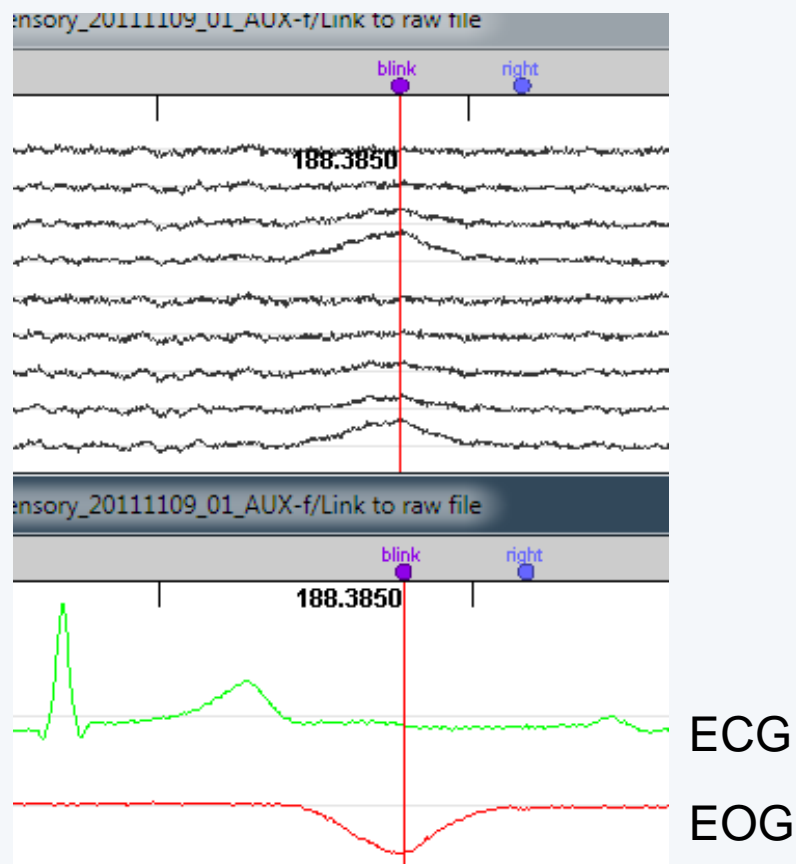 ensory_20111109_01_AUX-f/Link to raw file
blink right
188.3850
ensory_20111109_01_AUX-f/Link to raw file
blink right
188.3850
ECG
EOG